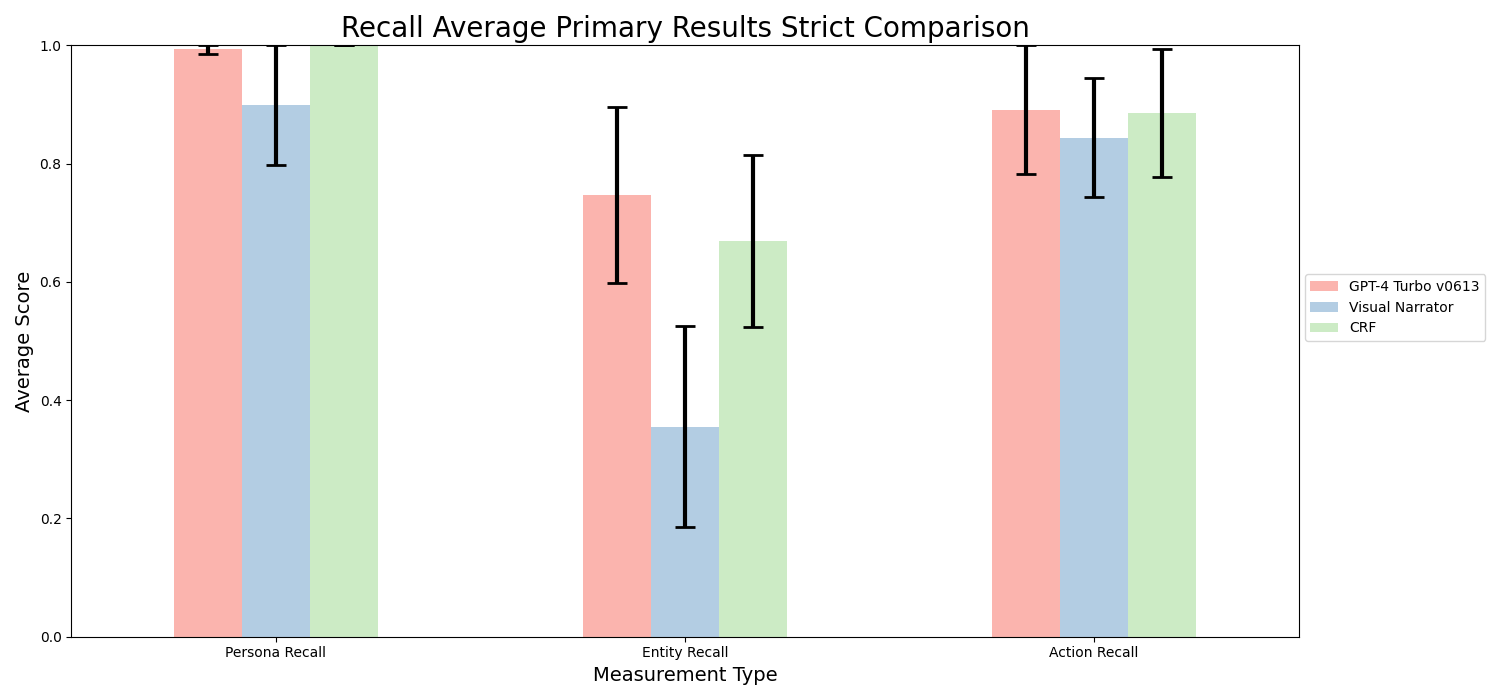 Recall Average Primary Results Strict Comparison
1.0
0.8
0.6
0.4
0.2
0.0
Average Score
Persona Recall
Entity Recall
Action Recall
Measurement Type
GPT-4 Turbo v0613
Visual Narrator
CRF